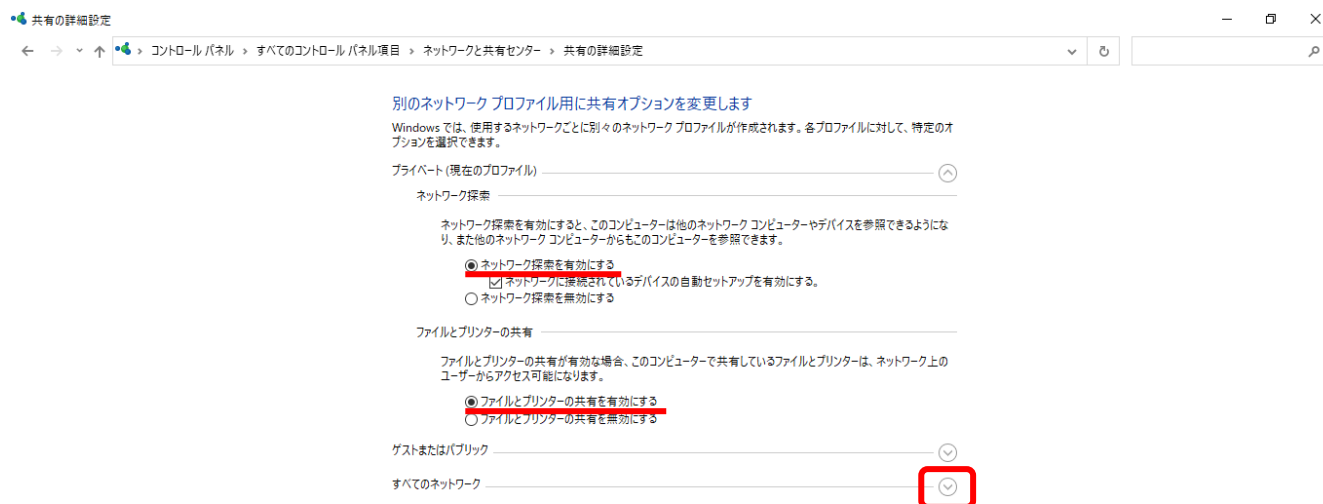 共有の詳細設定
コントロール パネル › すべてのコントロール パネル項目 › ネットワークと共有センター › 共有の詳細設定
別のネットワーク プロファイル用に共有オプションを変更します
Windows では、使用するネットワークごとに別々のネットワーク プロファイルが作成されます。各プロファイルに対して、特定のオ
プションを選択できます。
プライベート (現在のプロファイル)
ネットワーク探索
ネットワーク探索を有効にすると、このコンピューターは他のネットワーク コンピューターやデバイスを参照できるようにな
り、また他のネットワーク コンピューターからもこのコンピューターを参照できます。
ネットワーク探索を有効にする
ネットワークに接続されているデバイスの自動セットアップを有効にする。
ネットワーク探索を無効にする
ファイルとプリンターの共有
ファイルとプリンターの共有が有効な場合、このコンピューターで共有しているファイルとプリンターは、ネットワーク上の
ユーザーからアクセス可能になります。
ファイルとプリンターの共有を有効にする
ファイルとプリンターの共有を無効にする
ゲストまたはパブリック
すべてのネットワーク